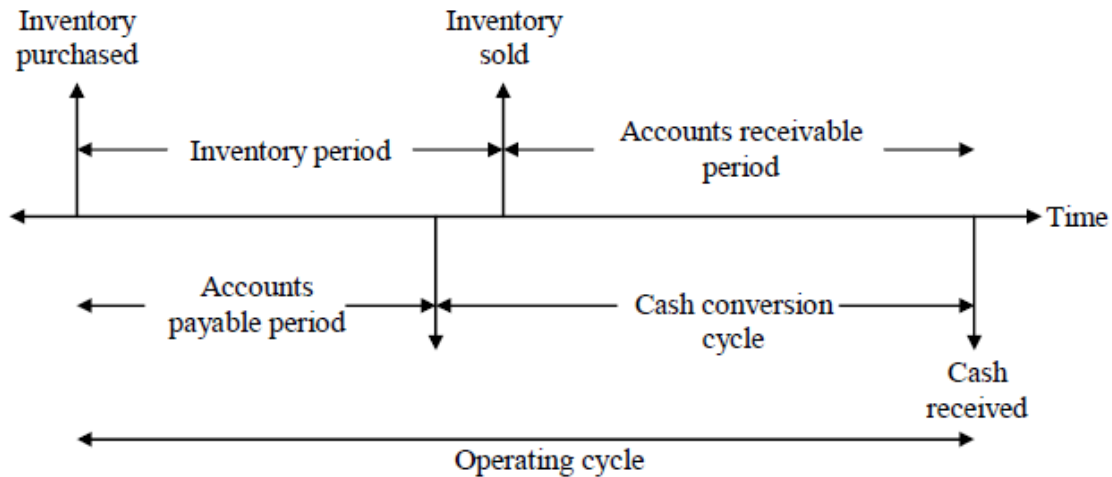 Inventory
purchased
Inventory
sold
Inventory period
Accounts receivable
period
Time
Accounts
payable period
Cash conversion
cycle
Cash
received
Operating cycle